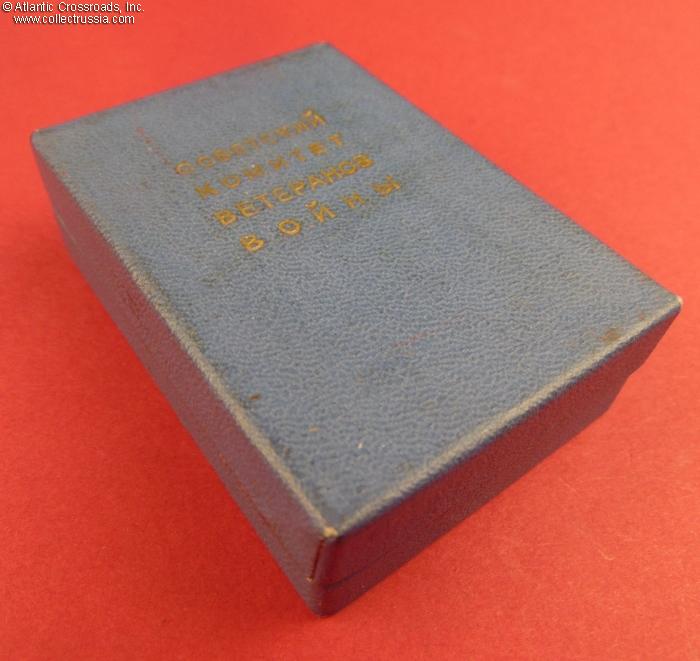 © Atlantic Crossroads, Inc.
www.collectrussia.com
СОВЕТСКИЙ
КОМИТЕТ
ВЕТЕРАНОВ
ВОЙНЫ